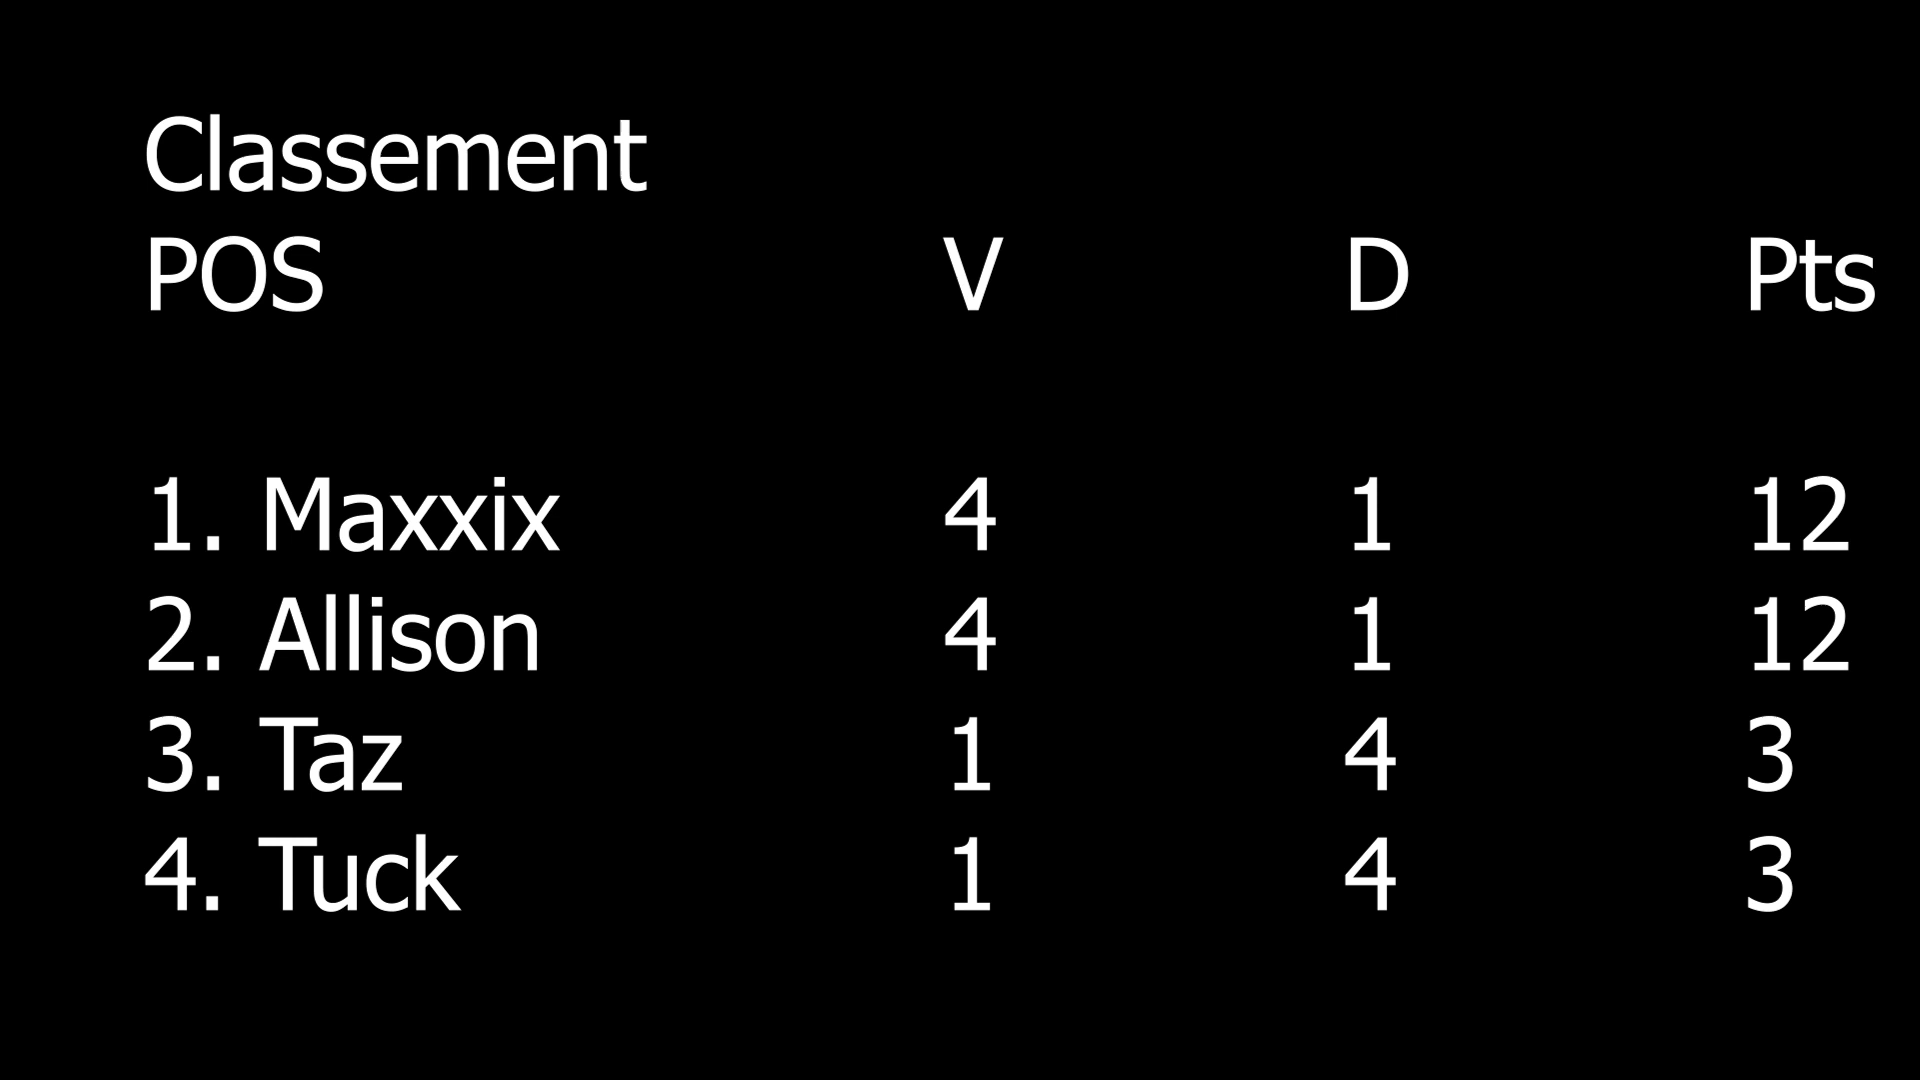 Classement
POS V D Pts
1. Maxxix 4 1 12
2. Allison 4 1 12
3. Taz 1 4 3
4. Tuck 1 4 3